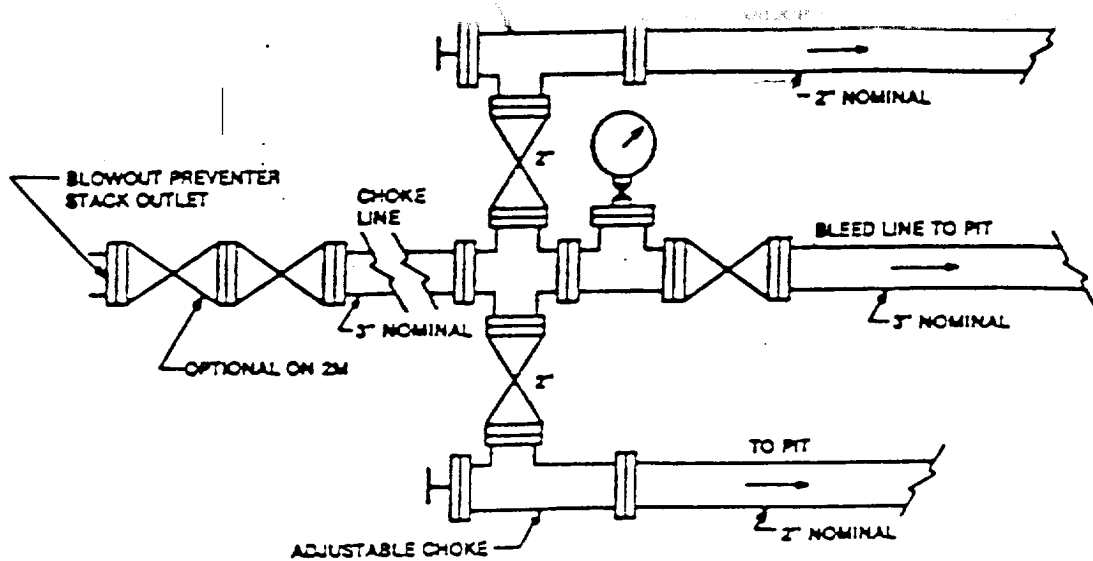 2" NOMINAL
2"
BLOWOUT PREVENTER
STACK OUTLET
CHOKE
LINE
BLEED LINE TO PIT
3" NOMINAL
3" NOMINAL
OPTIONAL ON 2M
2"
TO PIT
2" NOMINAL
ADJUSTABLE CHOKE